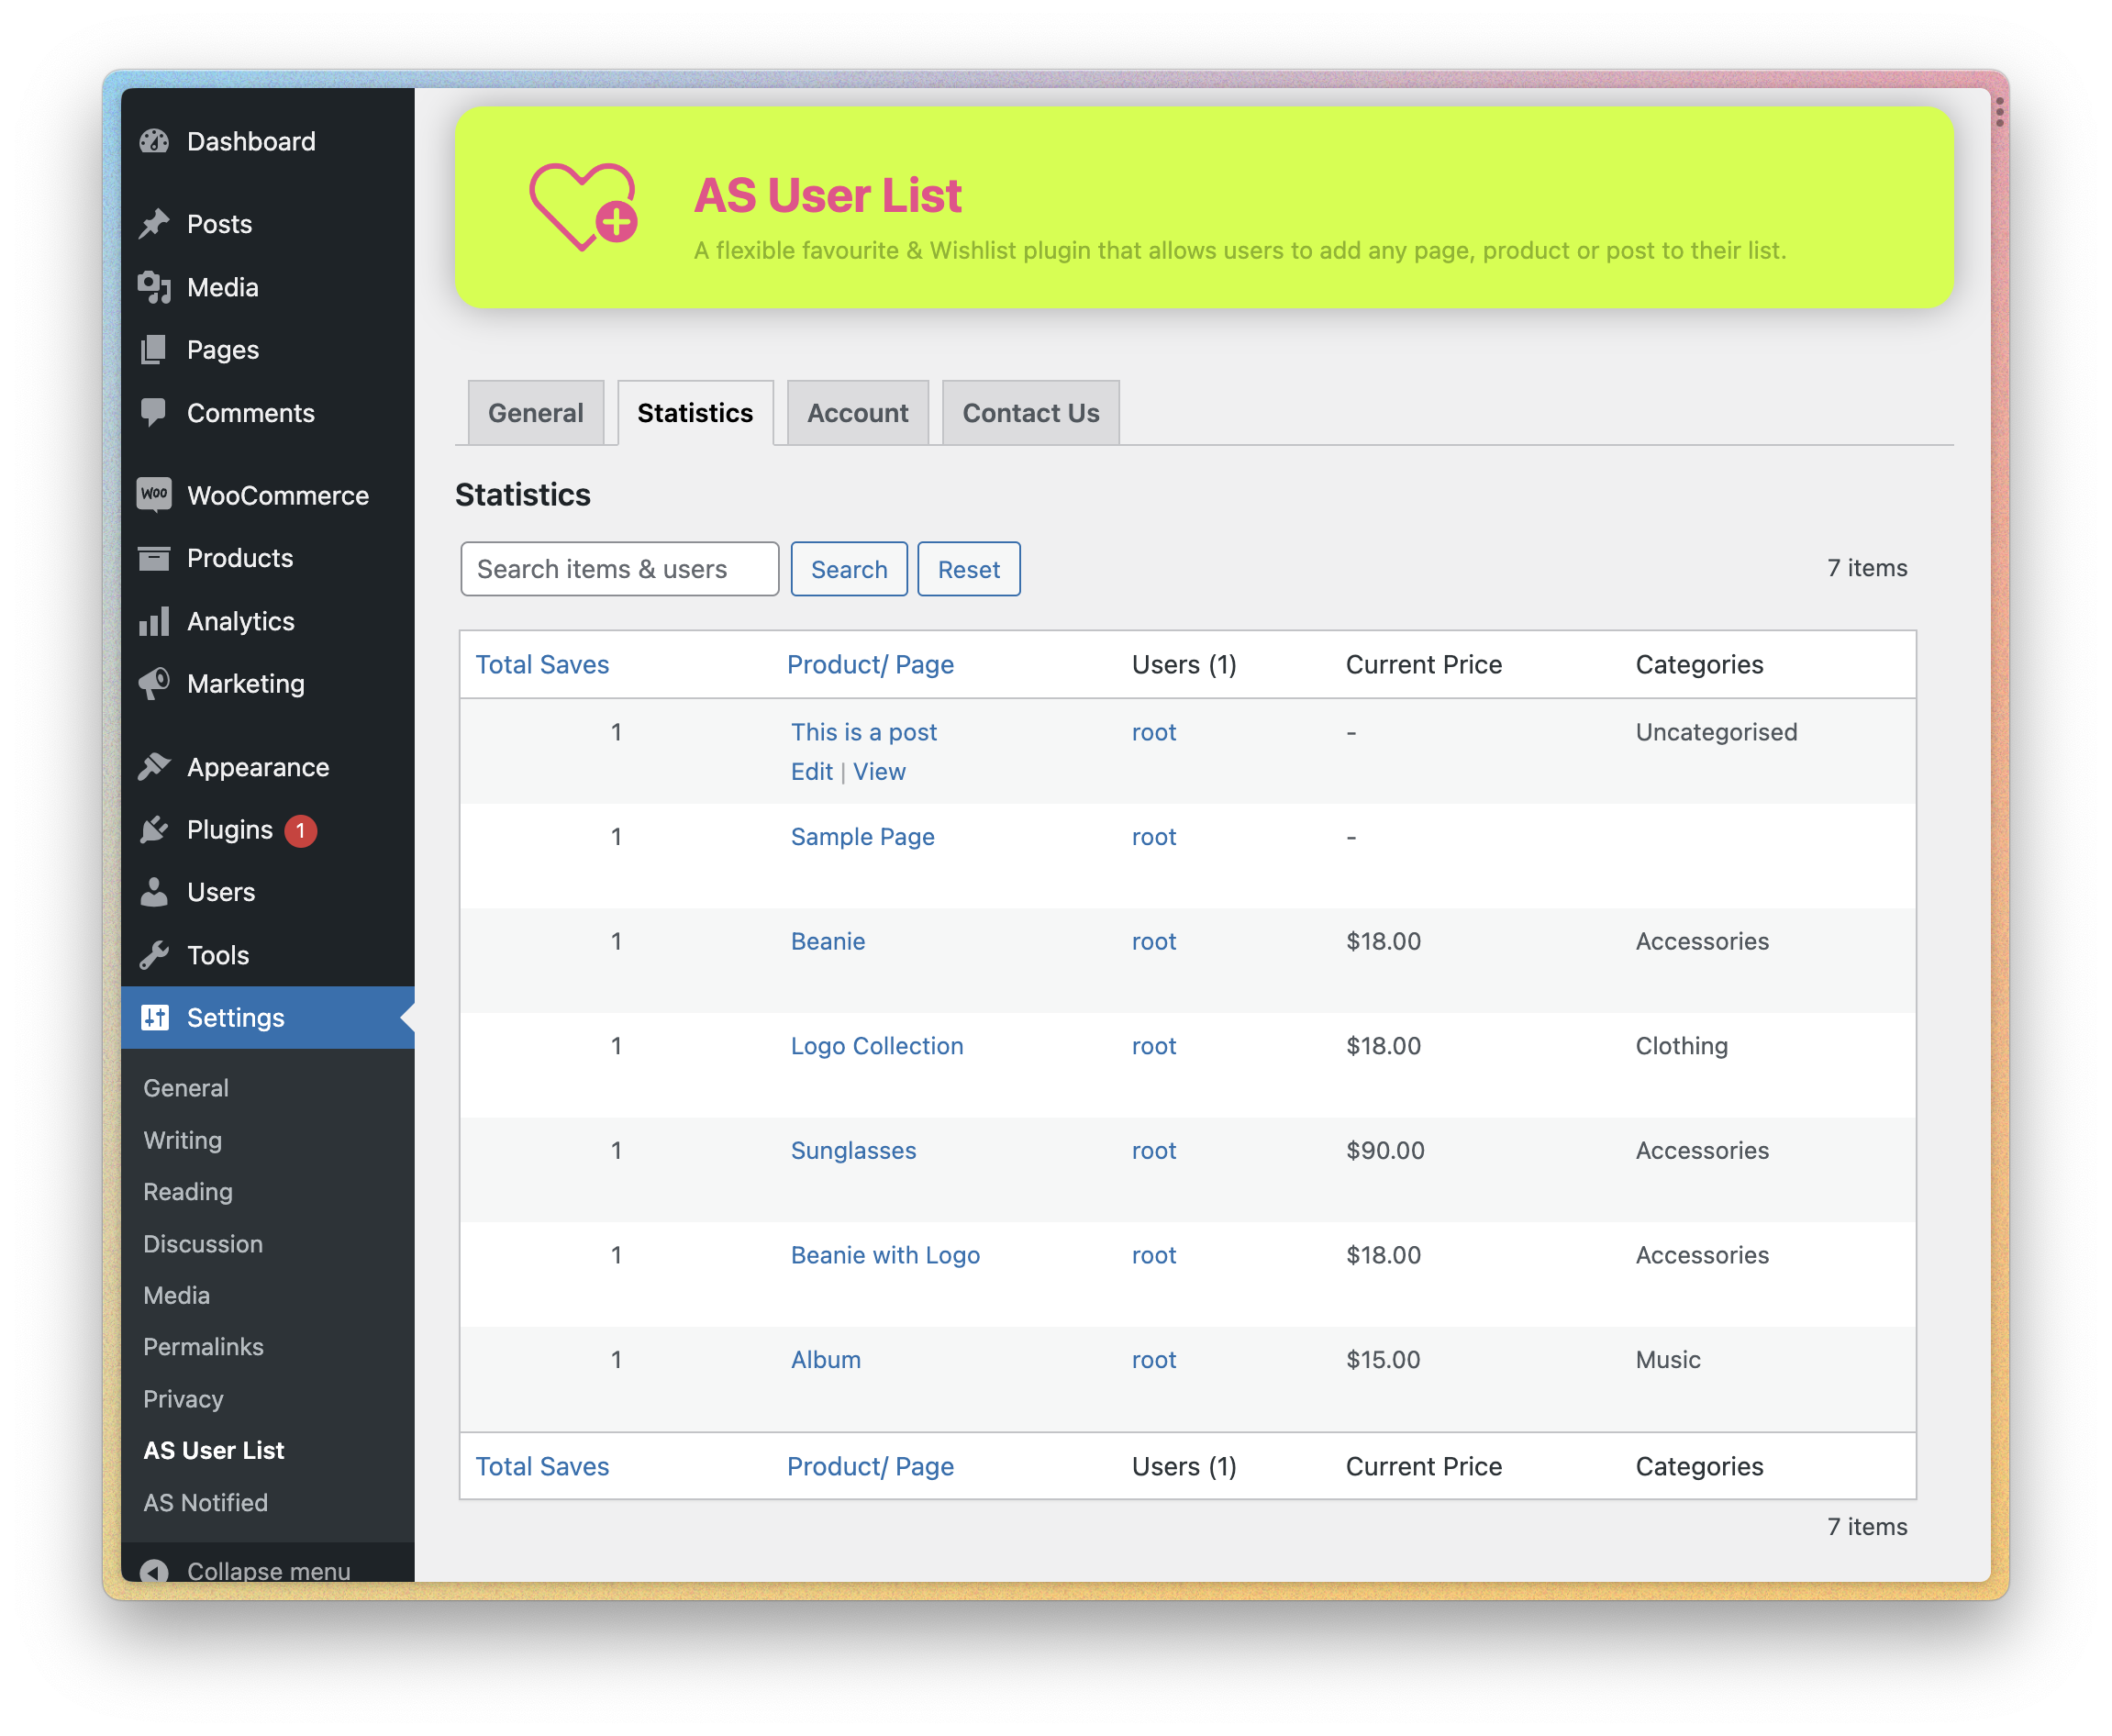 Dashboard
Posts
Media
Pages
Comments
Woo WooCommerce
Products
Analytics
Marketing
Appearance
Plugins 1
Users
Tools
Settings
General
Writing
Reading
Discussion
Media
Permalinks
Privacy
AS User List
AS Notified
Collapse menu
AS User List
A flexible favourite & Wishlist plugin that allows users to add any page, product or post to their list.
General Statistics Account Contact Us
Statistics
Search items & users Search Reset 7 items
Total Saves Product/ Page Users (1) Current Price Categories
1 This is a post root - Uncategorised
Edit | View
1 Sample Page root -
1 Beanie root $18.00 Accessories
1 Logo Collection root $18.00 Clothing
1 Sunglasses root $90.00 Accessories
1 Beanie with Logo root $18.00 Accessories
1 Album root $15.00 Music
Total Saves Product/ Page Users (1) Current Price Categories
7 items